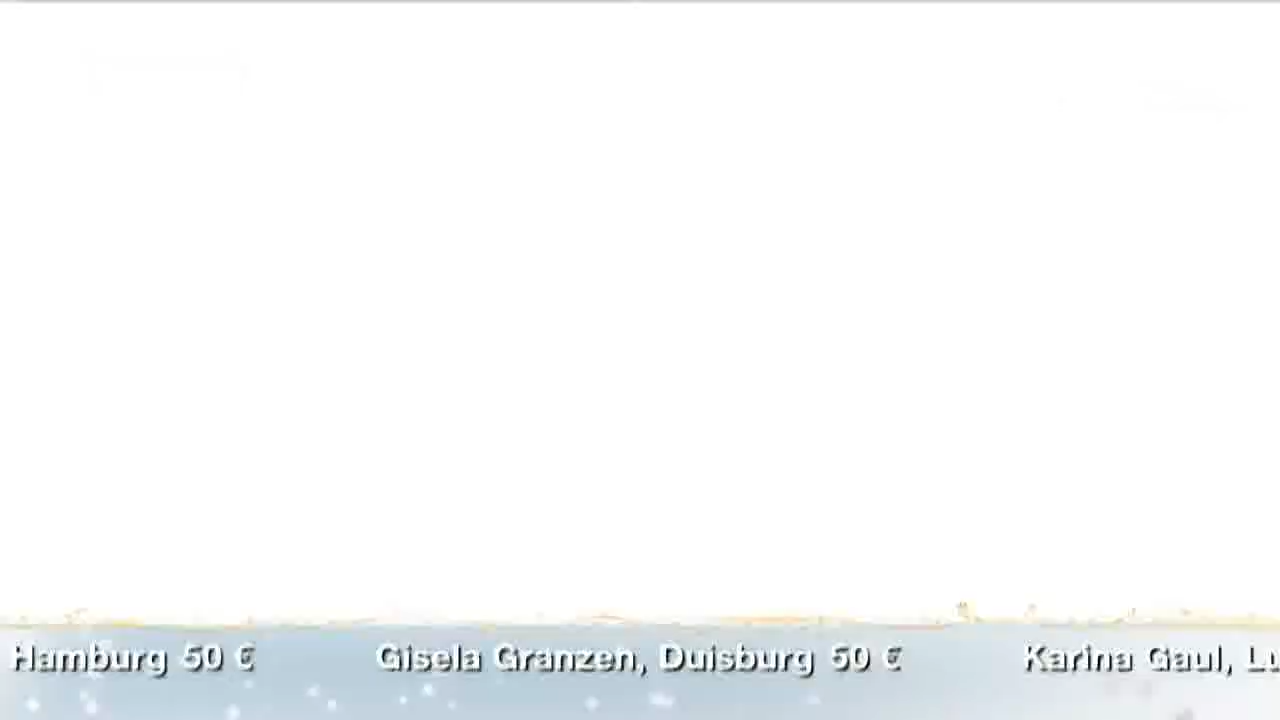 Hamburg 50 € Gisela Granzen, Duisburg 50 € Karina Gaul,